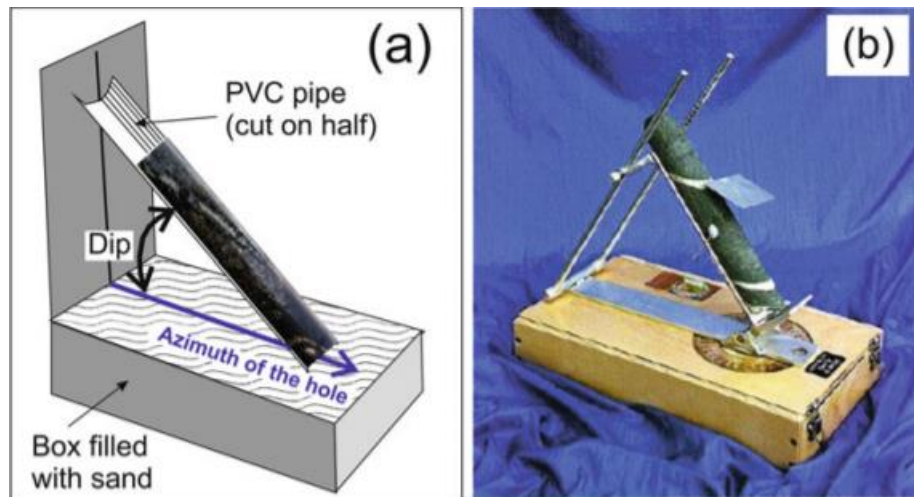 (a)
PVC pipe
(cut on half)
Dip
Azimuth of the hole
Box filled
with sand
(b)